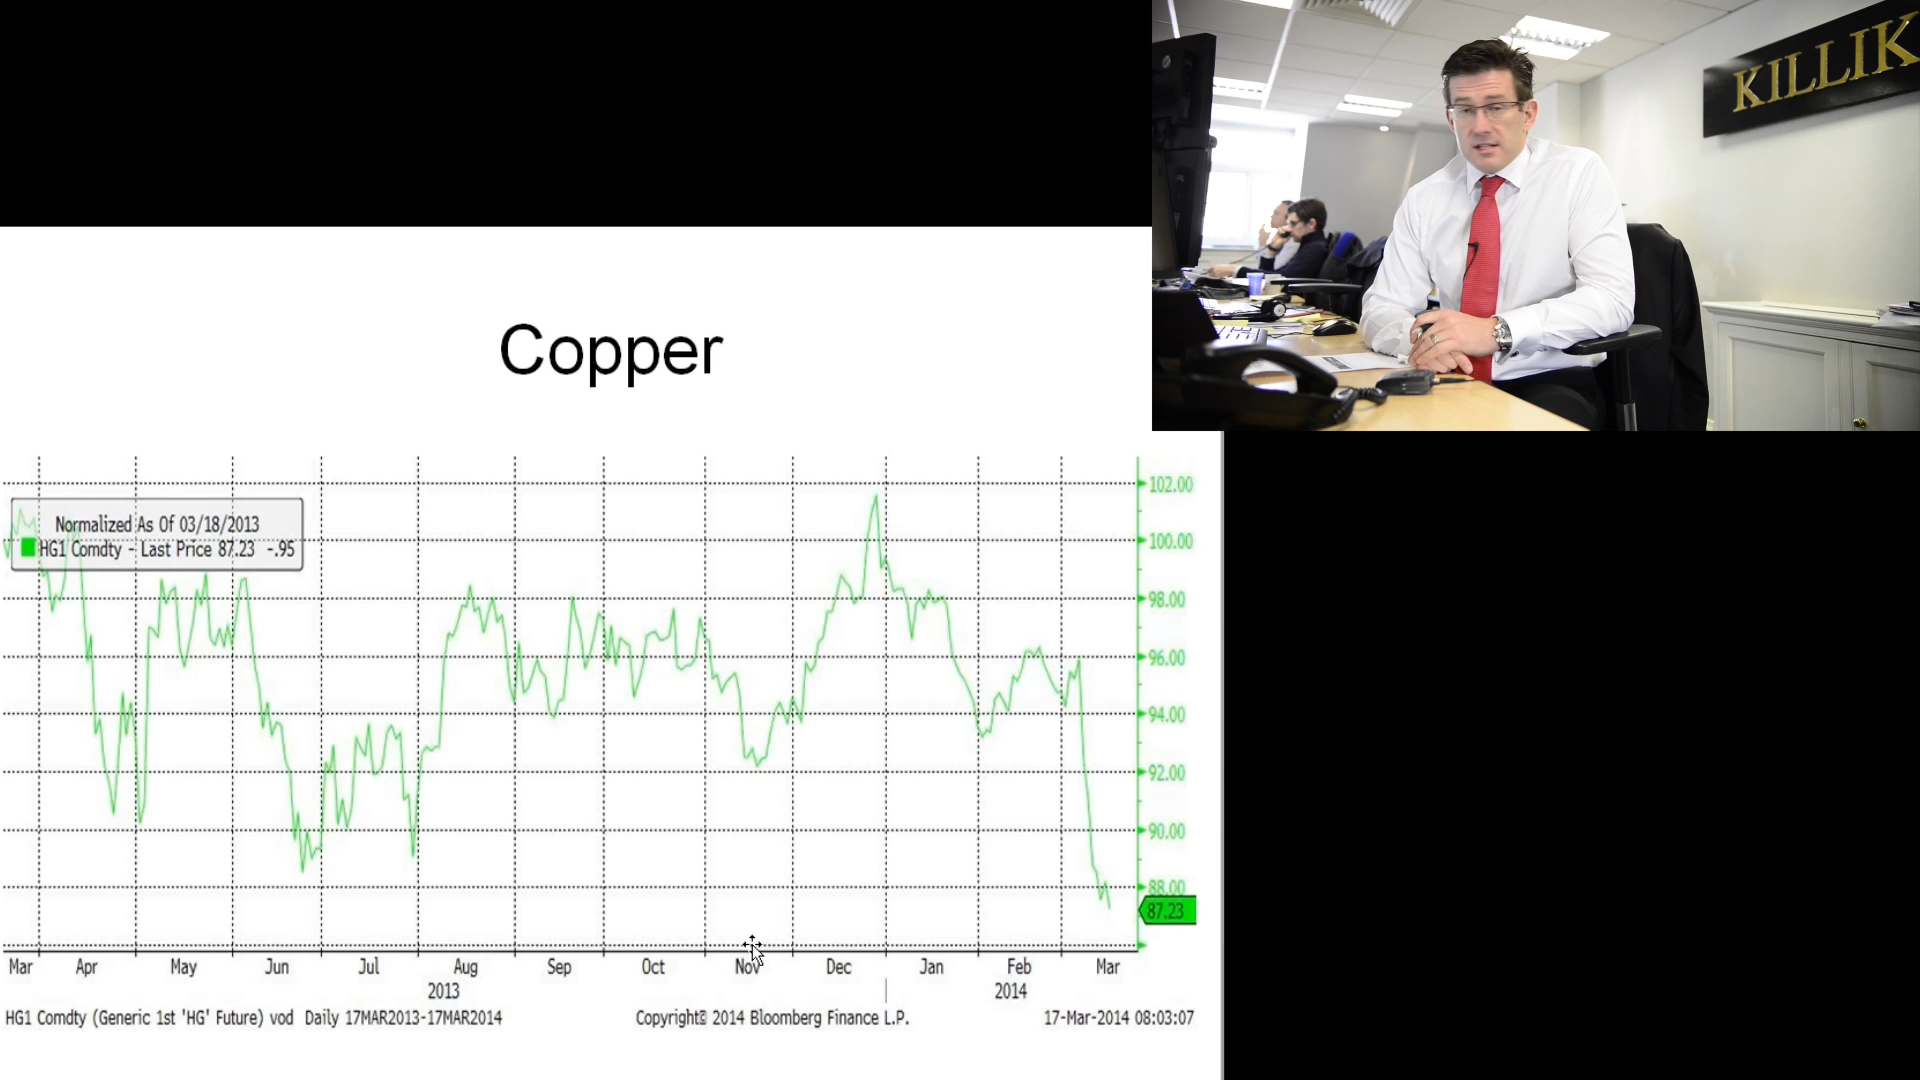 KILLIK
Copper
102.00
Normalized As Of 03/18/2013
HG1 Comdty - Last Price 87.23 -.95
100.00
98.00
96.00
94.00
92.00
90.00
88.00
87.23
Mar Apr May Jun Jul Aug Sep Oct Nov Dec Jan Feb Mar
2013 2014
HG1 Comdty (Generic 1st 'HG' Future) vod Daily 17MAR2013-17MAR2014 Copyright© 2014 Bloomberg Finance L.P. 17-Mar-2014 08:03:07